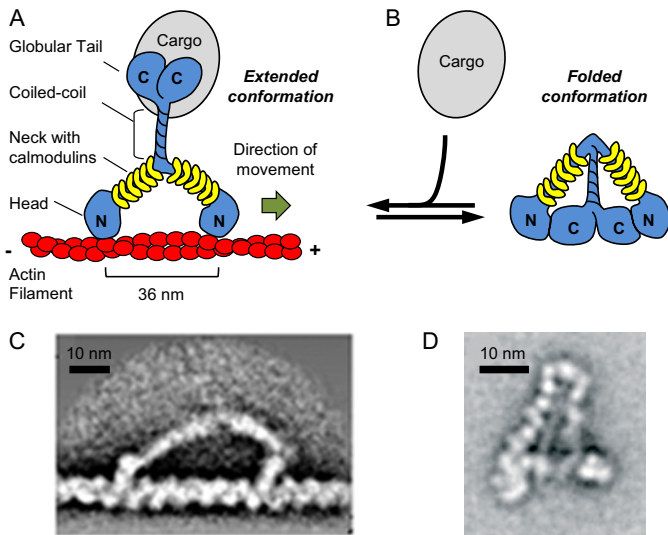 A
Globular Tail
Cargo
C C
Coiled-coil
Extended
conformation
Neck with
calmodulins
Direction of
movement
Head
N N
- +
Actin
Filament
36 nm
B
Cargo
Folded
conformation
N C C N
C
10 nm
D
10 nm